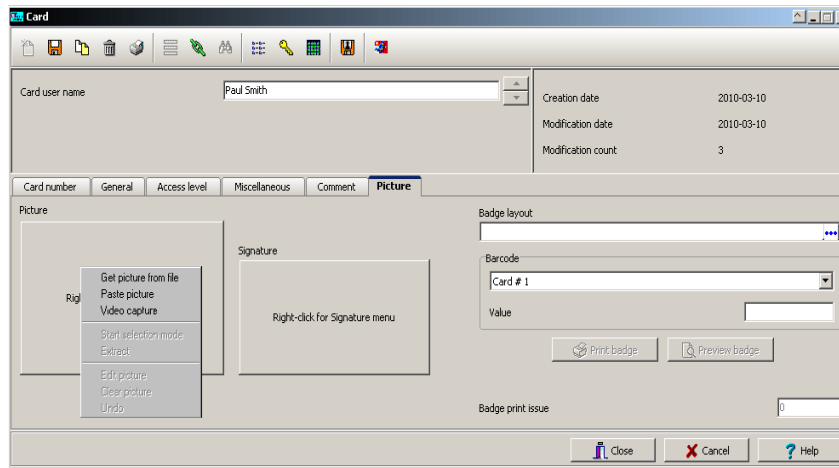 Card
Card user name
Paul Smith
Creation date 2010-03-10
Modification date 2010-03-10
Modification count 3
Card number General Access level Miscellaneous Comment Picture
Picture
Get picture from file
Paste picture
Video capture
Start selection mode
Extract
Edit picture
Clear picture
Undo
Signature
Right-click for Signature menu
Badge layout
Barcode
Card # 1
Value
Print badge Preview badge
Badge print issue 0
Close Cancel Help